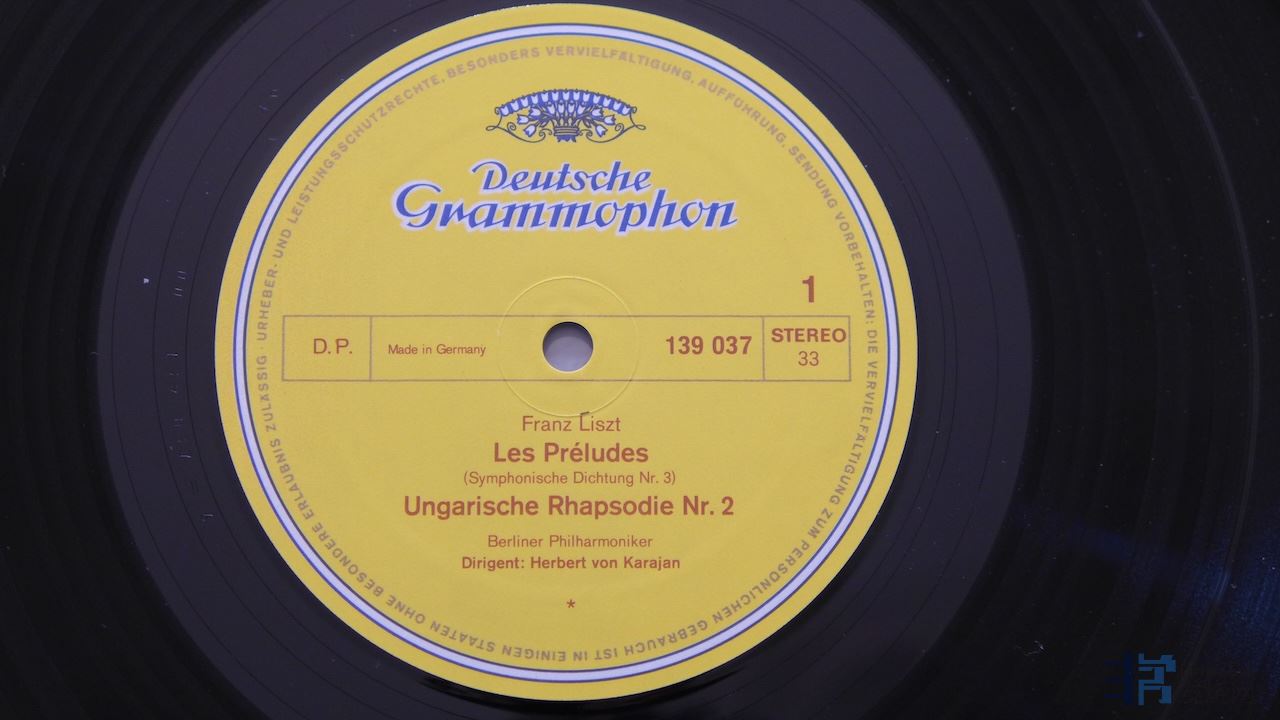 URHEBER- UND LEISTUNGSSCHUTZRECHTE, BESONDERS VERVIELFÄLTIGUNG, AUFFÜHRUNG, SENDUNG VORBEHALTEN: DIE VERVIELFÄLTIGUNG ZUM PERSÖNLICHEN GEBRAUCH IST IN EINIGEN STAATEN OHNE BESONDERE ERLAUBNIS ZULÄSSIG ·
Deutsche
Grammophon
1
D.P. Made in Germany 139 037 STEREO
33
Franz Liszt
Les Préludes
(Symphonische Dichtung Nr. 3)
Ungarische Rhapsodie Nr. 2
Berliner Philharmoniker
Dirigent: Herbert von Karajan
*